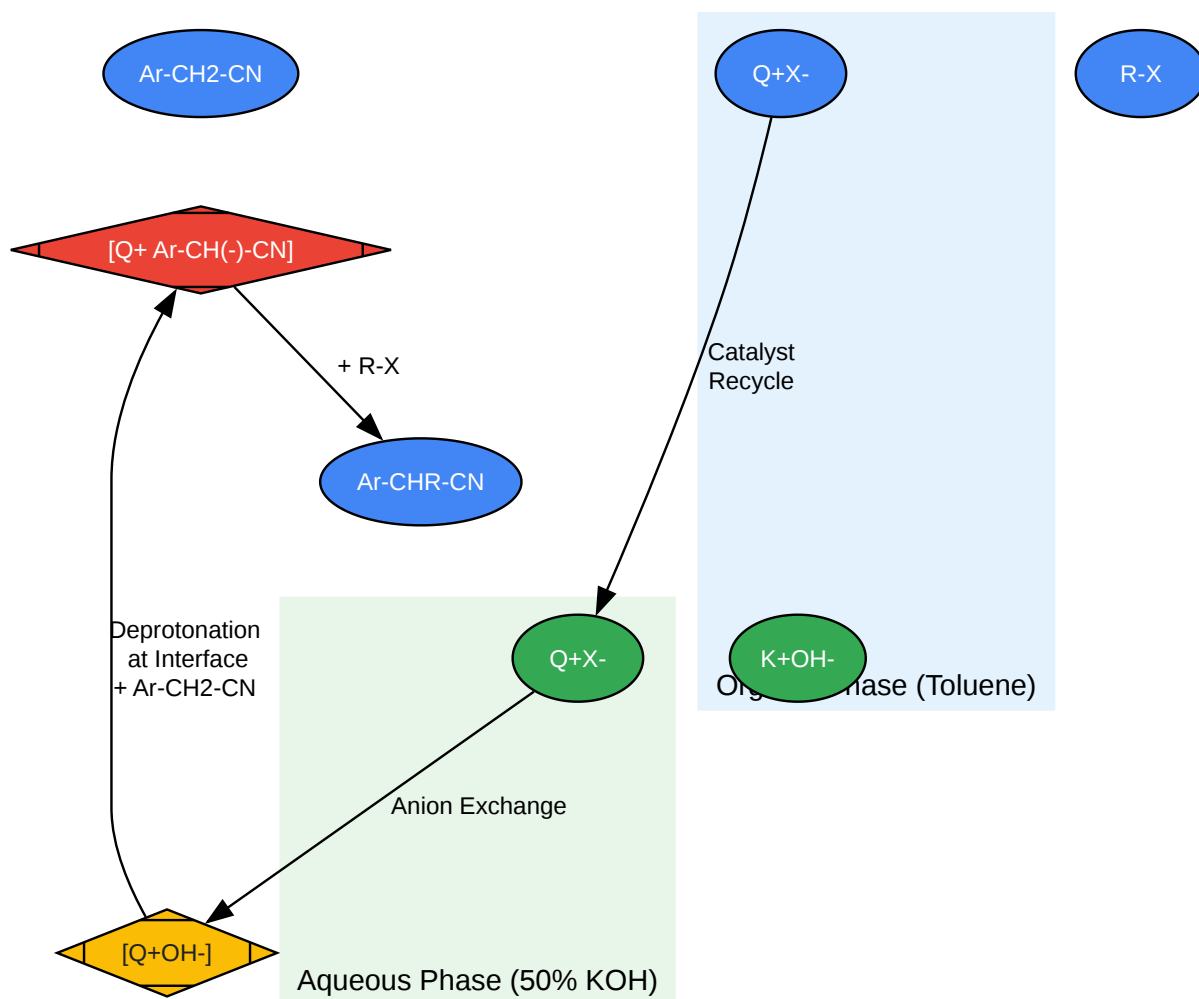 Ar-CH2-CN
Q+X-
R-X
[Q+ Ar-CH(-)-CN]
Catalyst
Recycle
+ R-X
Ar-CHR-CN
Deprotonation
at Interface
+ Ar-CH2-CN
Q+X-
K+OH-
(Toluene)
Anion Exchange
[Q+OH-]
Aqueous Phase (50% KOH)